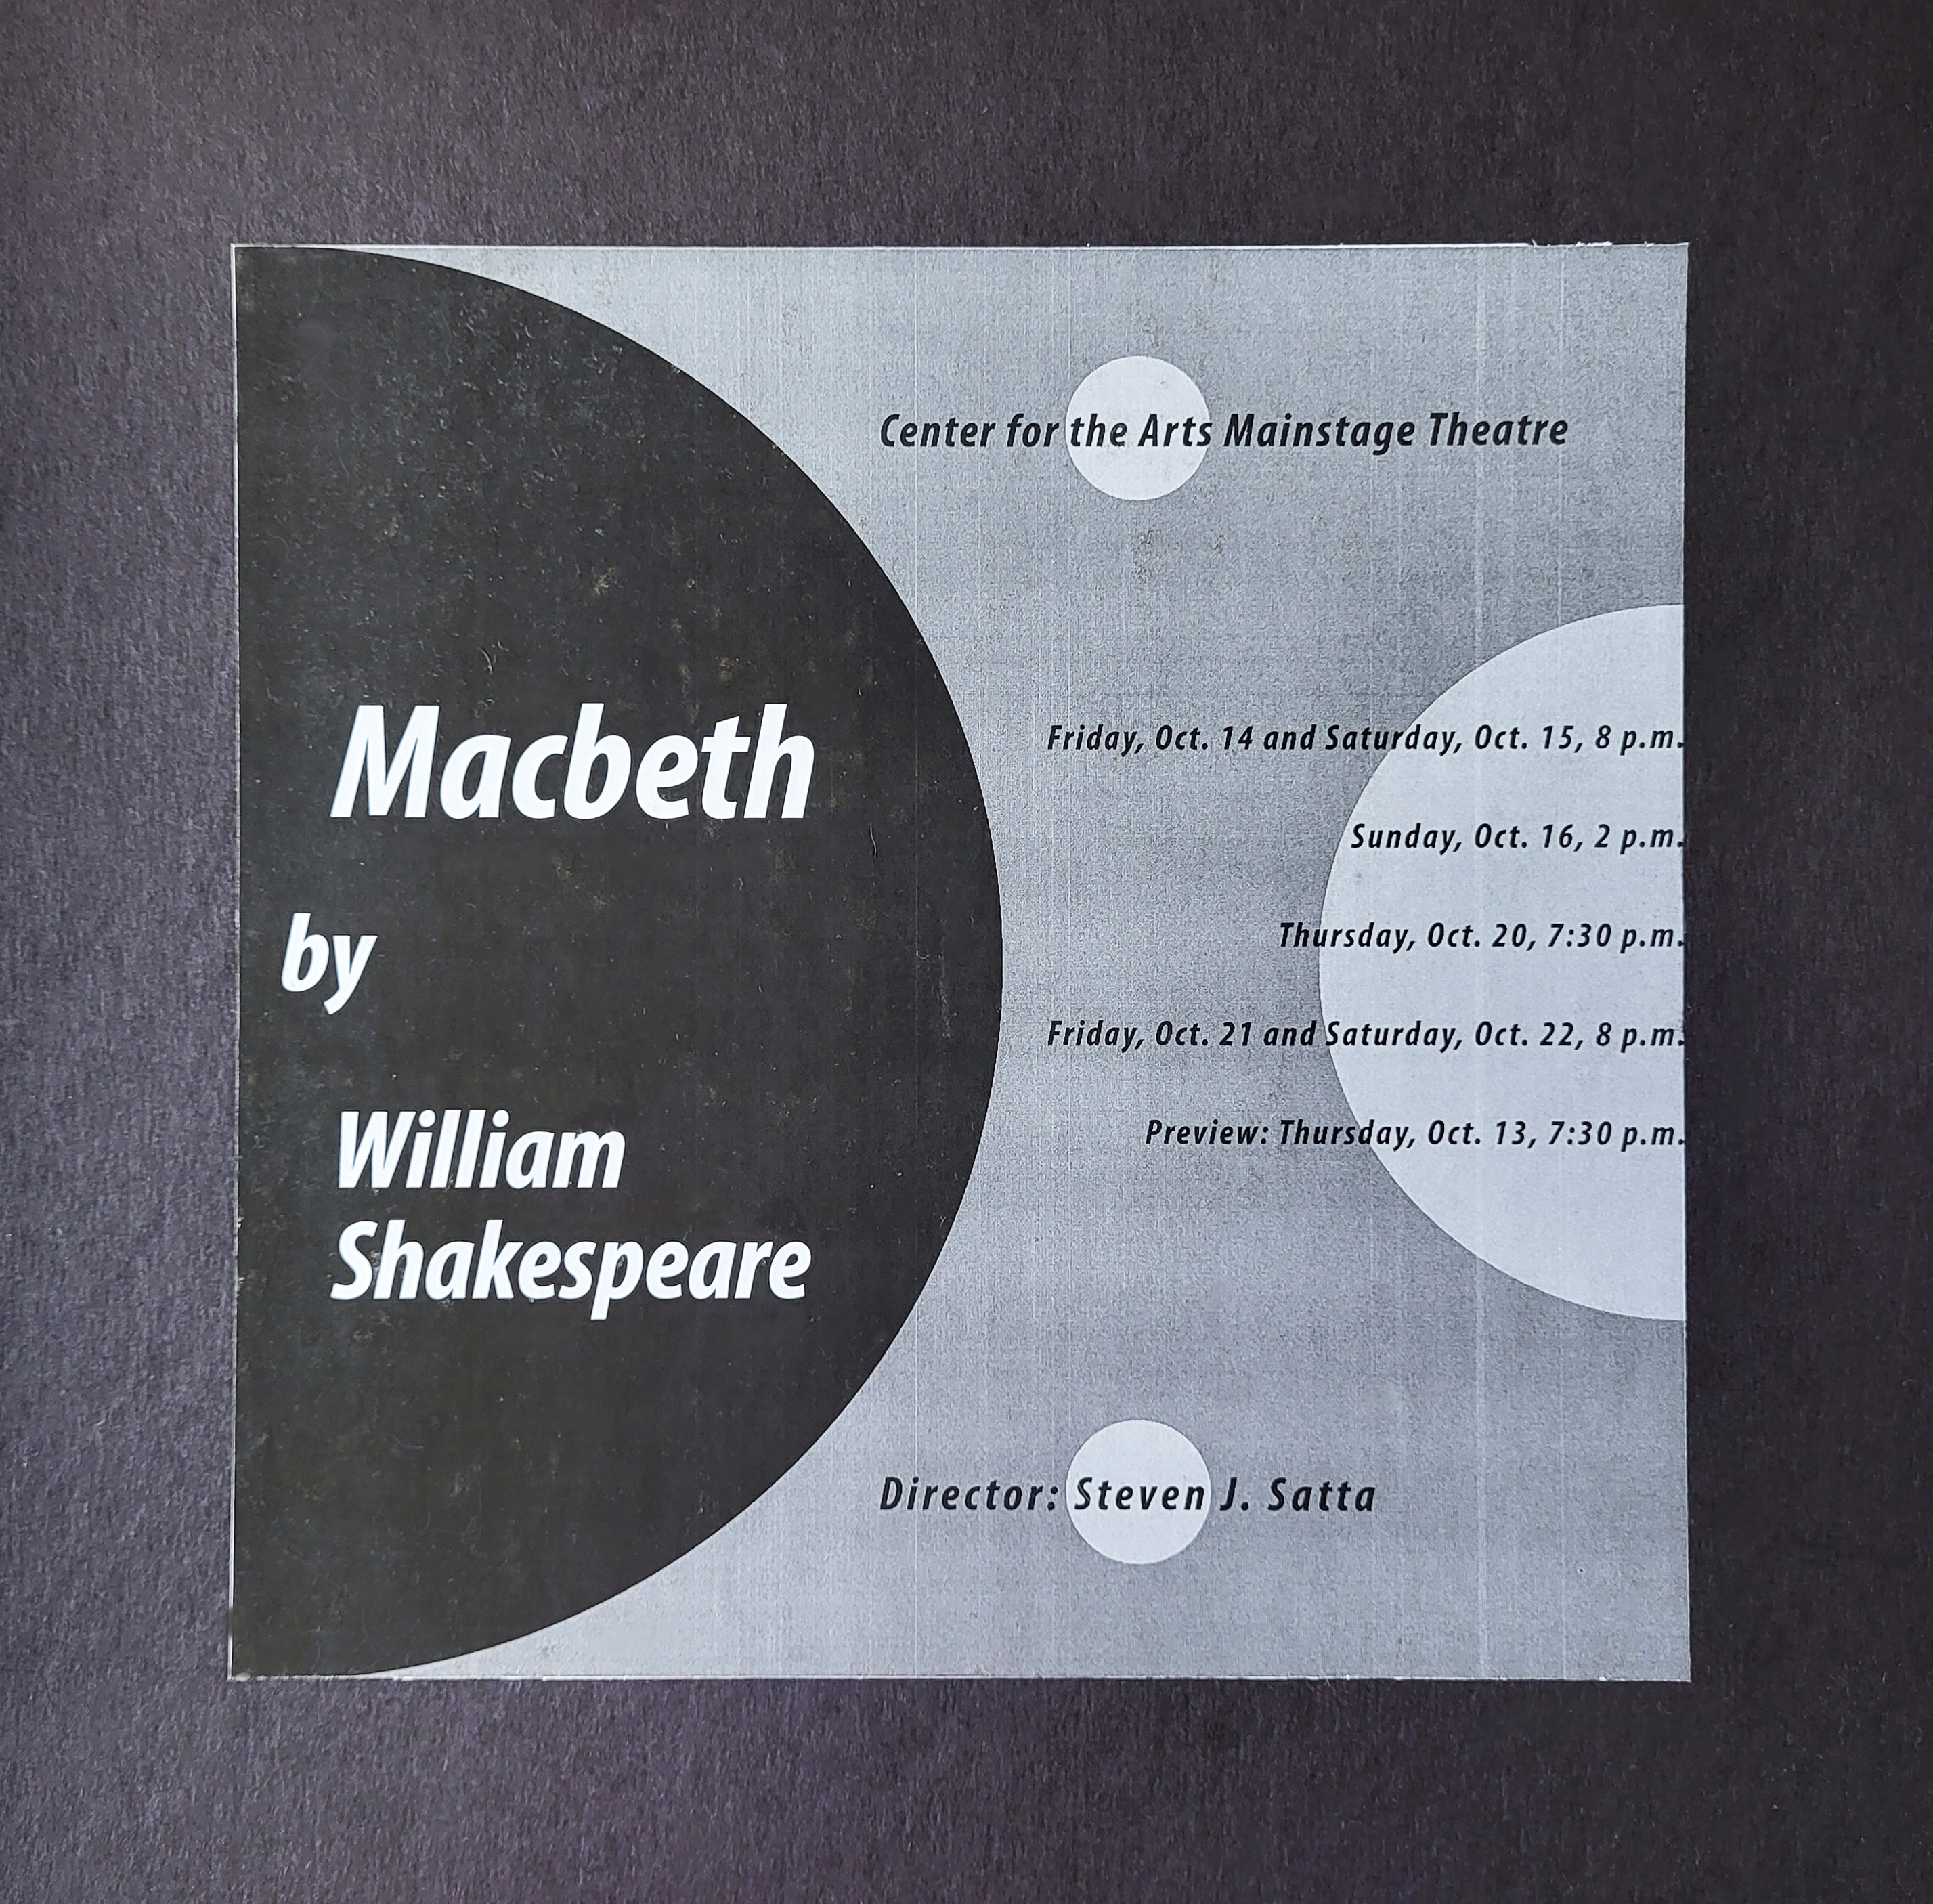 Macbeth
by
William
Shakespeare
Center for the Arts Mainstage Theatre
Friday, Oct. 14 and Saturday, Oct. 15, 8 p.m.
Sunday, Oct. 16, 2 p.m.
Thursday, Oct. 20, 7:30 p.m.
Friday, Oct. 21 and Saturday, Oct. 22, 8 p.m.
Preview: Thursday, Oct. 13, 7:30 p.m.
Director: Steven J. Satta